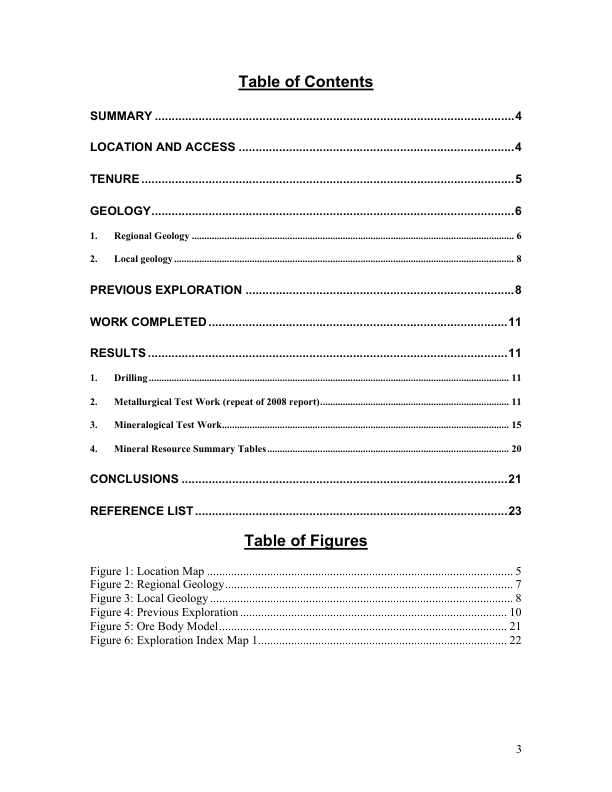 Table of Contents
SUMMARY ..........................................................................................................4
LOCATION AND ACCESS ..................................................................................4
TENURE...............................................................................................................5
GEOLOGY............................................................................................................6
1. Regional Geology ................................................................................................................................ 6
2. Local geology....................................................................................................................................... 8
PREVIOUS EXPLORATION ................................................................................8
WORK COMPLETED.........................................................................................11
RESULTS...........................................................................................................11
1. Drilling............................................................................................................................................... 11
2. Metallurgical Test Work (repeat of 2008 report)........................................................................... 11
3. Mineralogical Test Work.................................................................................................................. 15
4. Mineral Resource Summary Tables................................................................................................ 20
CONCLUSIONS .................................................................................................21
REFERENCE LIST.............................................................................................23
Table of Figures
Figure 1: Location Map ...................................................................................................... 5
Figure 2: Regional Geology................................................................................................ 7
Figure 3: Local Geology..................................................................................................... 8
Figure 4: Previous Exploration......................................................................................... 10
Figure 5: Ore Body Model................................................................................................ 21
Figure 6: Exploration Index Map 1................................................................................... 22
3